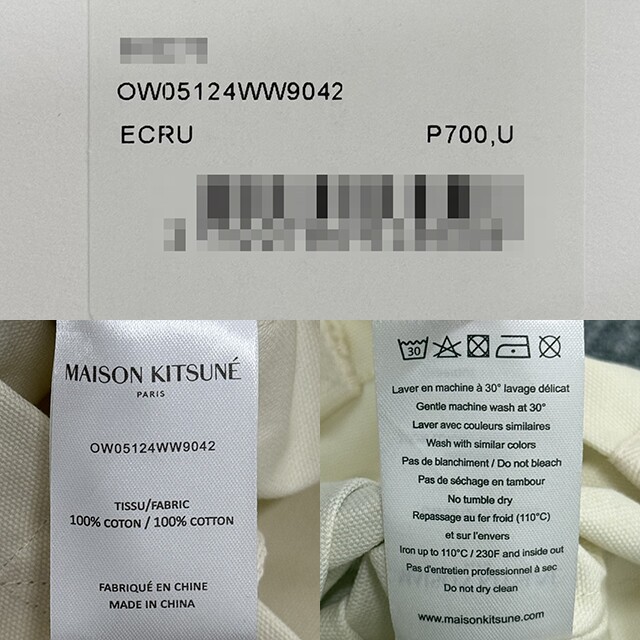 OW05124WW9042
ECRU P700,U
MAISON KITSUNÉ
PARIS
OW05124WW9042
TISSU/FABRIC
100% COTON / 100% COTTON
FABRIQUÉ EN CHINE
MADE IN CHINA
30
Laver en machine à 30° lavage délicat
Gentle machine wash at 30°
Laver avec couleurs similaires
Wash with similar colors
Pas de blanchiment / Do not bleach
Pas de séchage en tambour
No tumble dry
Repassage au fer froid (110°C)
et sur l'envers
Iron up to 110°C / 230F and inside out
Pas d'entretien professionnel à sec
Do not dry clean
www.maisonkitsune.com